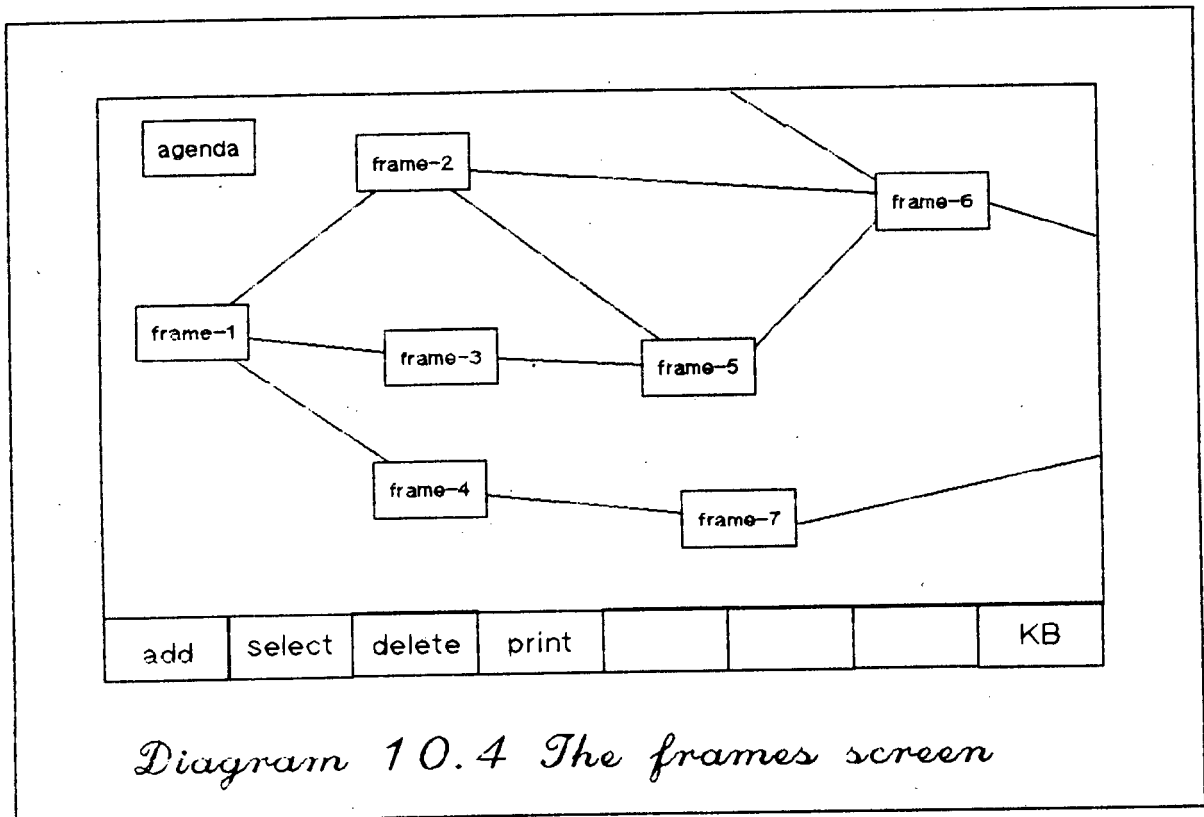 agenda
frame-2
frame-6
frame-1
frame-3
frame-5
frame-4
frame-7
add select delete print KB
Diagram 10.4 The frames screen